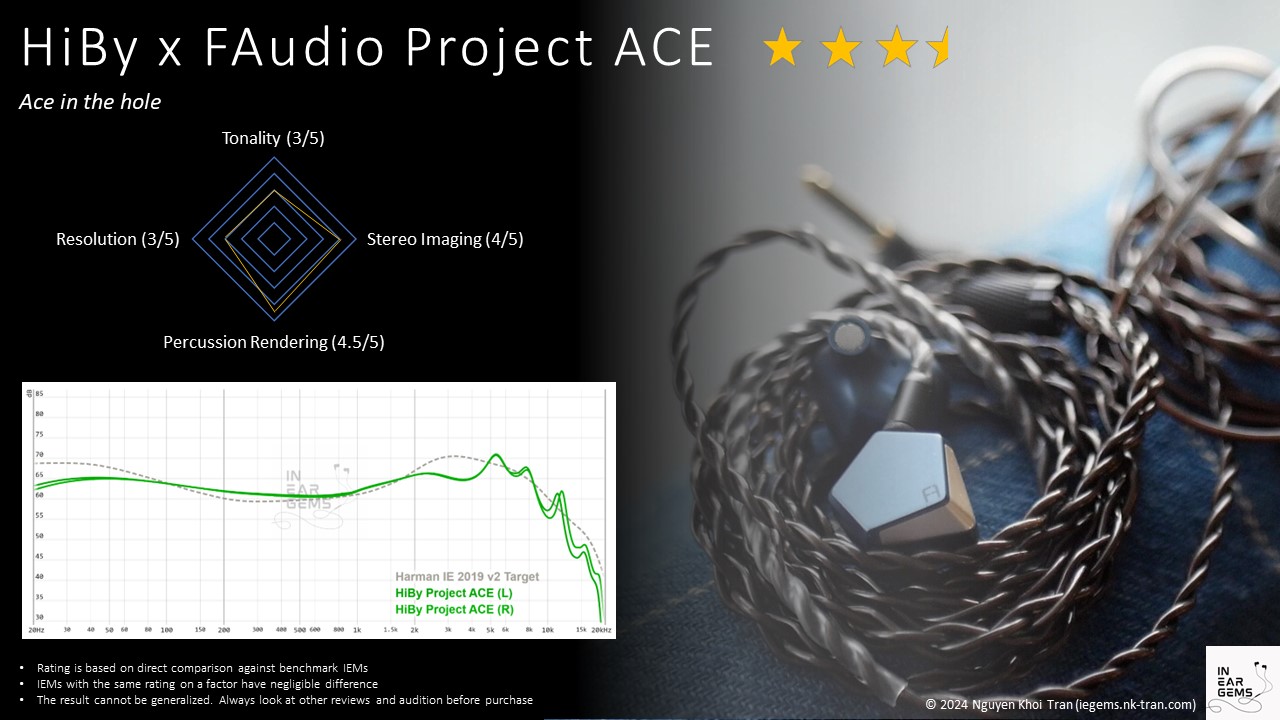 HiBy x FAudio Project ACE
Ace in the hole
Tonality (3/5)
Resolution (3/5)
Stereo Imaging (4/5)
Percussion Rendering (4.5/5)
dB
85
80
75
70
65
60
55
50
45
40
35
30
IN
EAR
GEMS
Harman IE 2019 v2 Target
HiBy Project ACE (L)
HiBy Project ACE (R)
20Hz 30 40 50 60 80 100 150 200 300 400 500 600 800 1k 1.5k 2k 3k 4k 5k 6k 8k 10k 15k 20kHz
• Rating is based on direct comparison against benchmark IEMs
• IEMs with the same rating on a factor have negligible difference
• The result cannot be generalized. Always look at other reviews and audition before purchase
© 2024 Nguyen Khoi Tran (iegems.nk-tran.com)
IN
EAR
GEMS